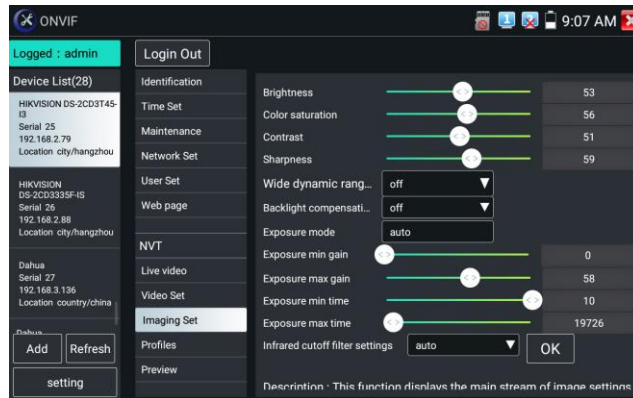 ONVIF
1
9:07 AM
Logged : admin
Login Out
Device List(28)
HIKVISION DS-2CD3T45-
I3
Serial 25
192.168.2.79
Location city/hangzhou
HIKVISION
DS-2CD3335F-IS
Serial 26
192.168.2.88
Location city/hangzhou
Dahua
Serial 27
192.168.3.136
Location country/china
Dahua
Add
Refresh
setting
Identification
Time Set
Maintenance
Network Set
User Set
Web page
NVT
Live video
Video Set
Imaging Set
Profiles
Preview
Brightness 53
Color saturation 56
Contrast 51
Sharpness 59
Wide dynamic rang... off
Backlight compensati... off
Exposure mode auto
Exposure min gain 0
Exposure max gain 58
Exposure min time 10
Exposure max time 19726
Infrared cutoff filter settings auto OK
Description : This function displays the main stream of image settings